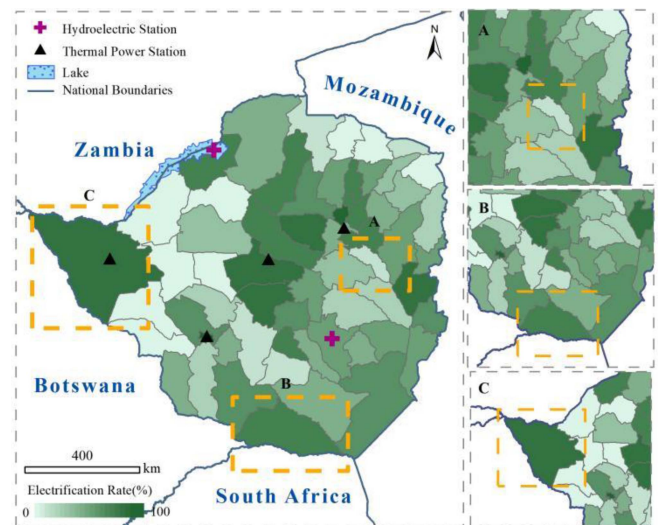 Hydroelectric Station
Thermal Power Station
Lake
National Boundaries
N
Mozambique
Zambia
C
A
B
Botswana
400
km
Electrification Rate(%)
0 100
South Africa
A
B
C